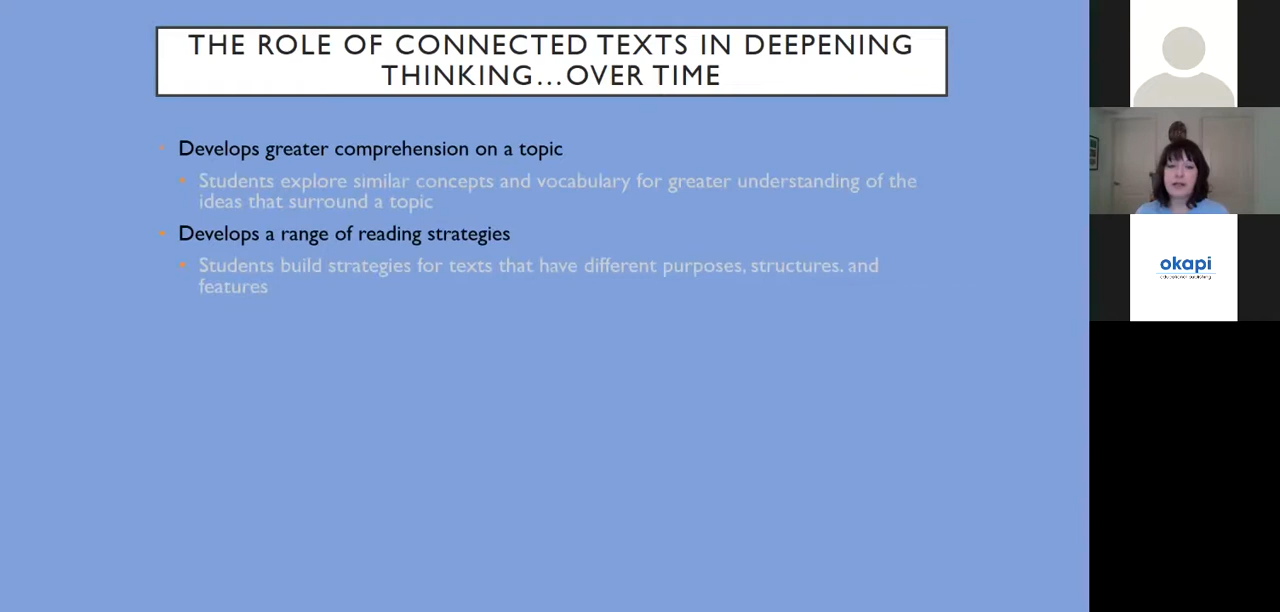 THE ROLE OF CONNECTED TEXTS IN DEEPENING
THINKING...OVER TIME
• Develops greater comprehension on a topic
• Students explore similar concepts and vocabulary for greater understanding of the
ideas that surround a topic
• Develops a range of reading strategies
• Students build strategies for texts that have different purposes, structures. and
features
okapi
educational publishing